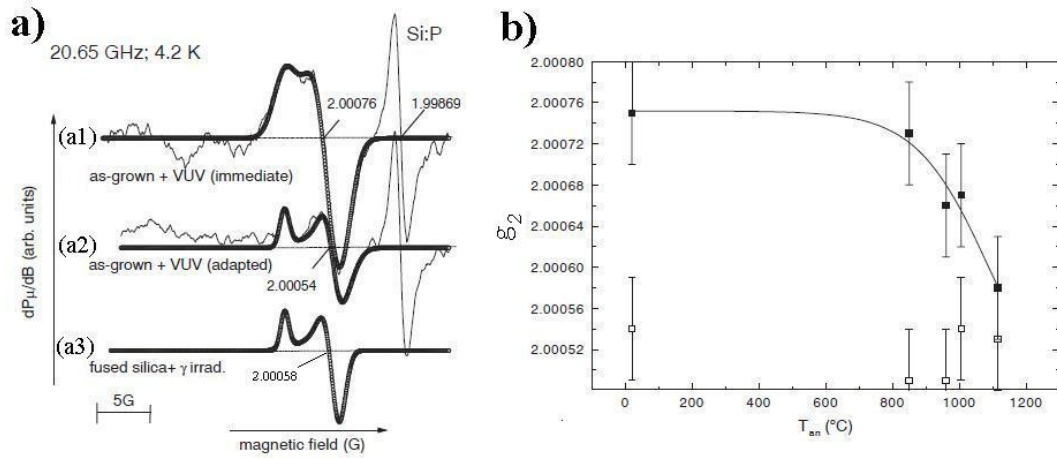 a)
20.65 GHz; 4.2 K
Si:P
2.00076
1.99869
(a1)
as-grown + VUV (immediate)
(a2)
as-grown + VUV (adapted)
2.00054
(a3)
fused silica+ γ irrad.
2.00058
5G
magnetic field (G)
dPμ/dB (arb. units)
b)
2.00080
2.00076
2.00072
2.00068
2.00064
2.00060
2.00056
2.00052
g2
0
200
400
600
800
1000
1200
Tan (°C)